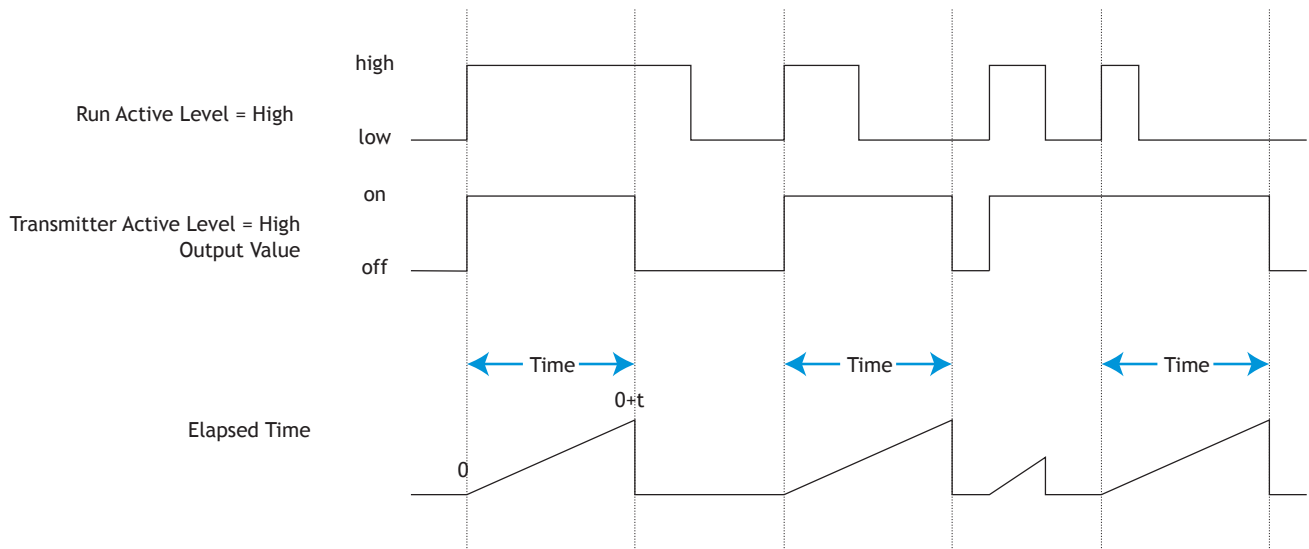 high
Run Active Level = High
low
on
Transmitter Active Level = High
Output Value
off
Time
Time
Time
0+t
Elapsed Time
0